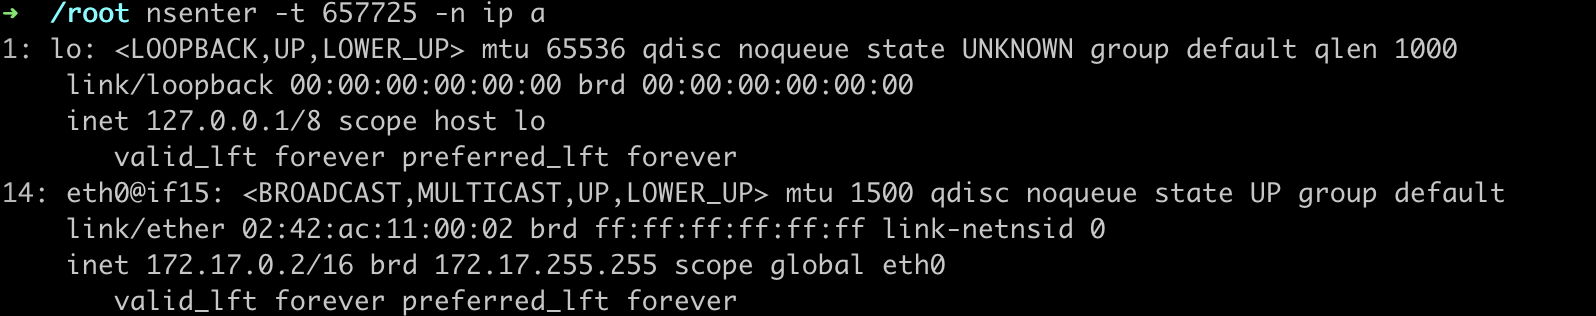 → /root nsenter -t 657725 -n ip a
1: lo: <LOOPBACK,UP,LOWER_UP> mtu 65536 qdisc noqueue state UNKNOWN group default qlen 1000
    link/loopback 00:00:00:00:00:00 brd 00:00:00:00:00:00
    inet 127.0.0.1/8 scope host lo
       valid_lft forever preferred_lft forever
14: eth0@if15: <BROADCAST,MULTICAST,UP,LOWER_UP> mtu 1500 qdisc noqueue state UP group default
    link/ether 02:42:ac:11:00:02 brd ff:ff:ff:ff:ff:ff link-netnsid 0
    inet 172.17.0.2/16 brd 172.17.255.255 scope global eth0
       valid_lft forever preferred_lft forever